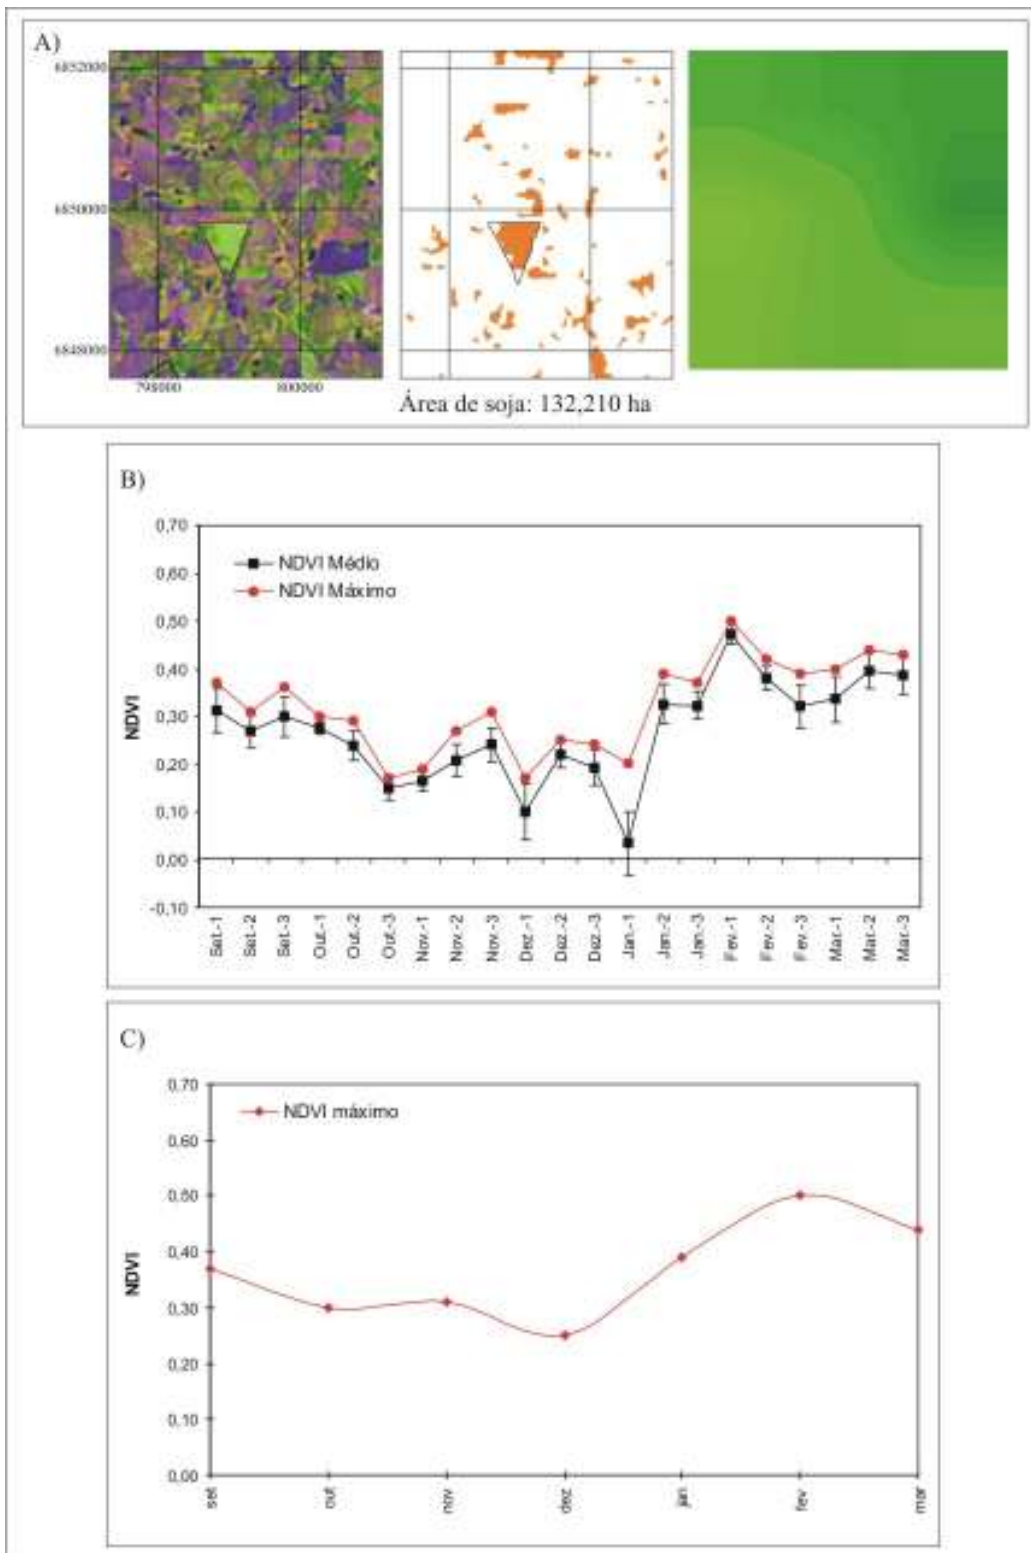 A)
6852000
6850000
6848000
798000
800000
Área de soja: 132,210 ha
B)
0,70
0,60
0,50
0,40
0,30
0,20
0,10
0,00
-0,10
NDVI
NDVI Médio
NDVI Máximo
Set.-1
Set.-2
Set.-3
Out.-1
Out.-2
Out.-3
Nov.-1
Nov.-2
Nov.-3
Dez.-1
Dez.-2
Dez.-3
Jan.-1
Jan.-2
Jan.-3
Fev.-1
Fev.-2
Fev.-3
Mar.-1
Mar.-2
Mar.-3
C)
0,70
0,60
0,50
0,40
0,30
0,20
0,10
0,00
NDVI
NDVI máximo
set
out
nov
dez
jan
fev
mar